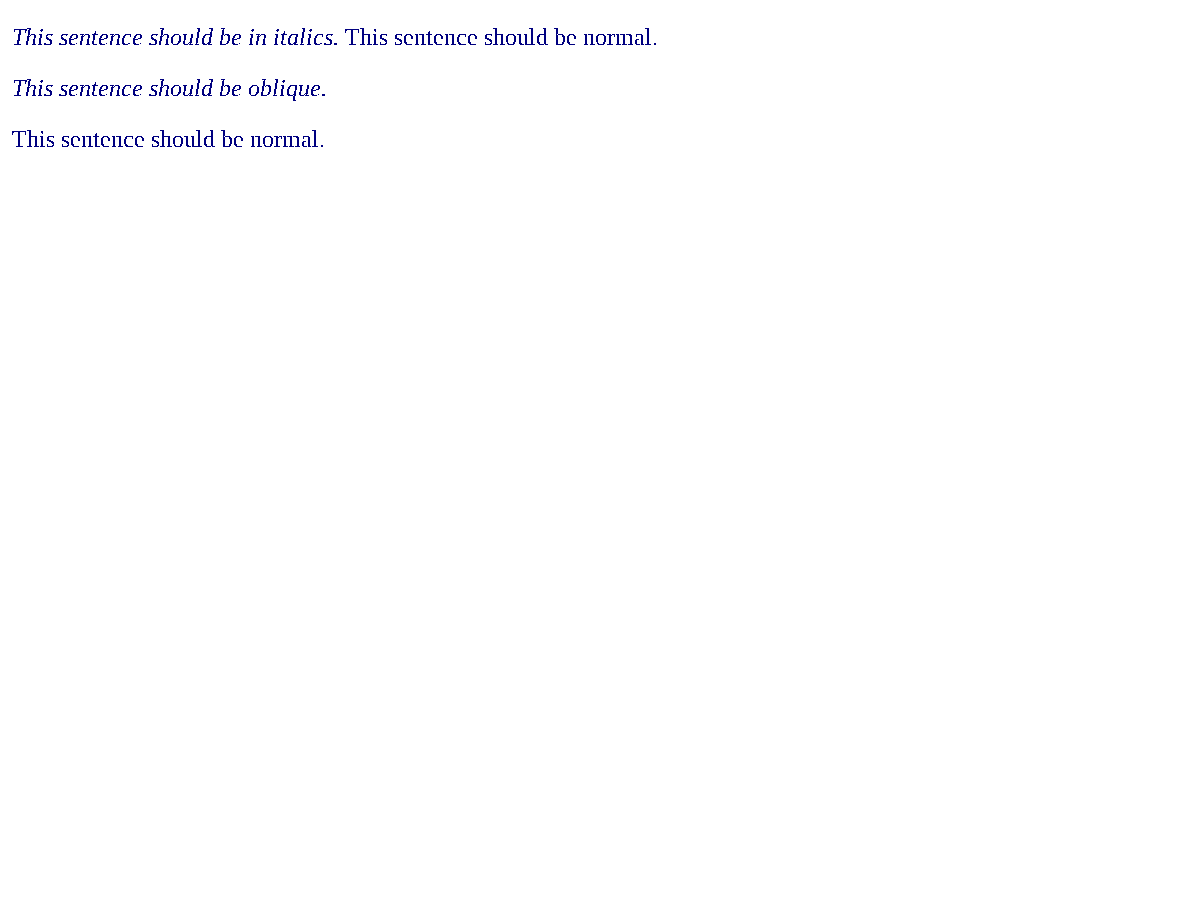 This sentence should be in italics. This sentence should be normal.
This sentence should be oblique.
This sentence should be normal.